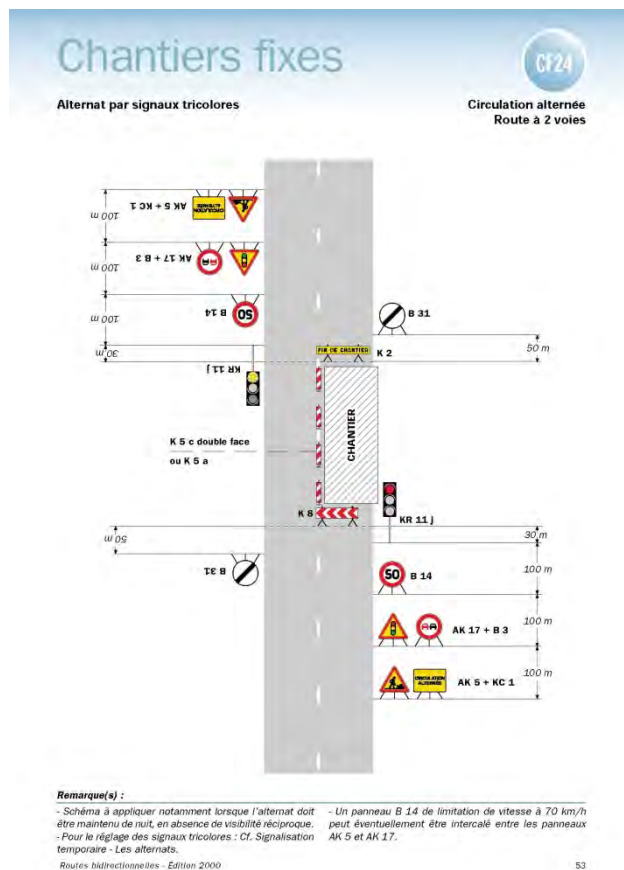 Chantiers fixes
CF24
Alternat par signaux tricolores
Circulation alternée
Route à 2 voies
AK 5 + KC 1
CIRCULATION
ALTERNÉE
100 m
AK 17 + B 3
100 m
B 14
50
100 m
30 m
KR 11 j
B 31
50 m
FIN DE CHANTIER
K 2
CHANTIER
K 5 c double face
ou K 5 a
K 8
KR 11 j
50 m
30 m
B 31
50
B 14
100 m
AK 17 + B 3
100 m
CIRCULATION
ALTERNÉE
AK 5 + KC 1
100 m
Remarque(s) :
- Schéma à appliquer notamment lorsque l'alternat doit
être maintenu de nuit, en absence de visibilité réciproque.
- Pour le réglage des signaux tricolores : Cf. Signalisation
temporaire - Les alternats.
- Un panneau B 14 de limitation de vitesse à 70 km/h
peut éventuellement être intercalé entre les panneaux
AK 5 et AK 17.
Routes bidirectionnelles - Édition 2000
53